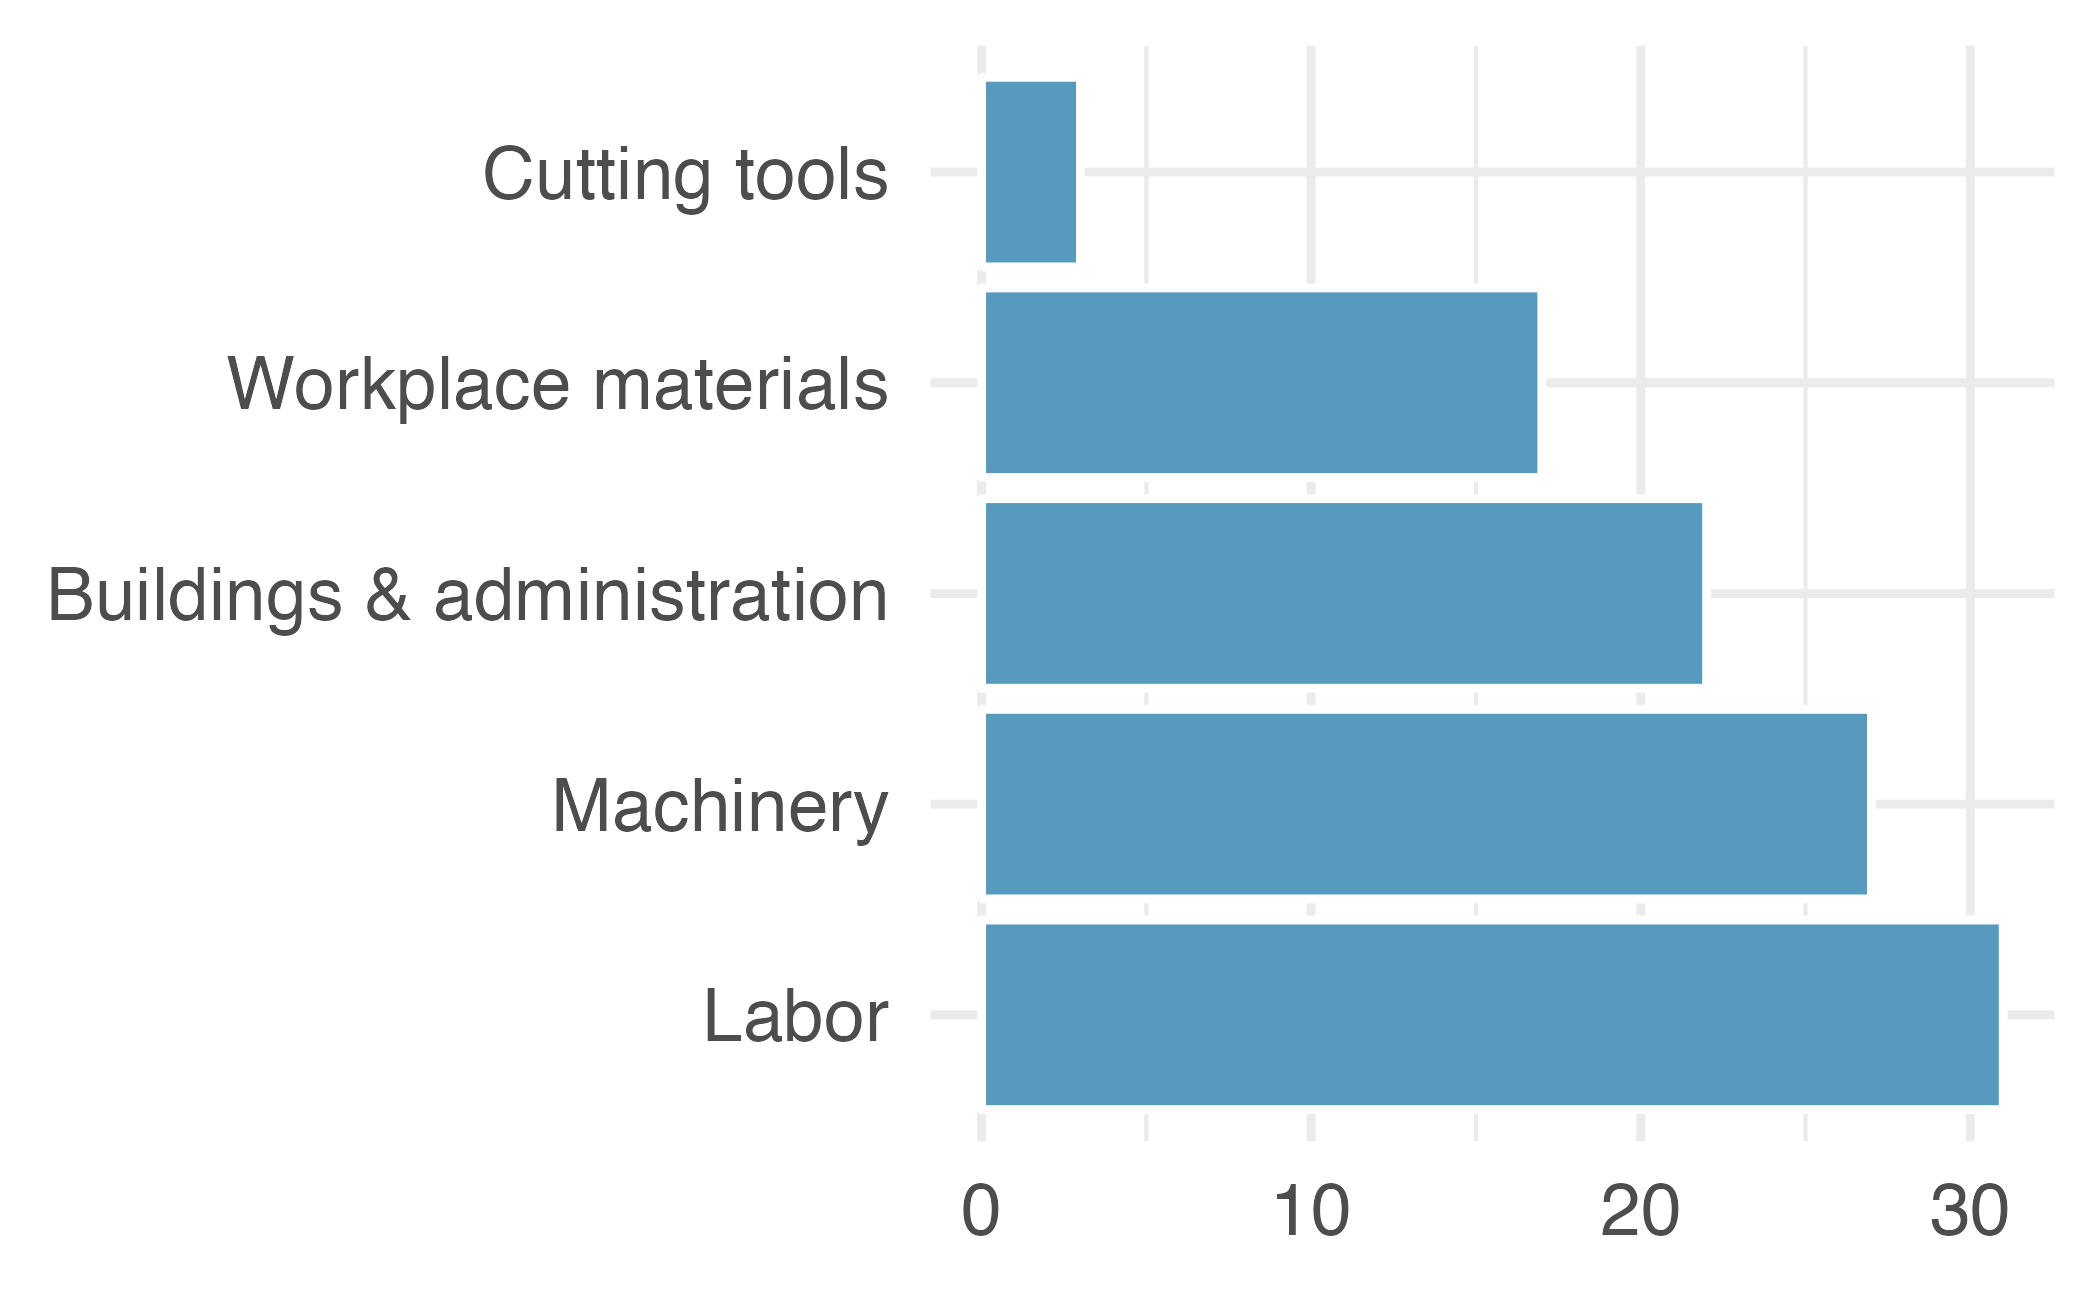 Cutting tools
Workplace materials
Buildings & administration
Machinery
Labor
0 10 20 30